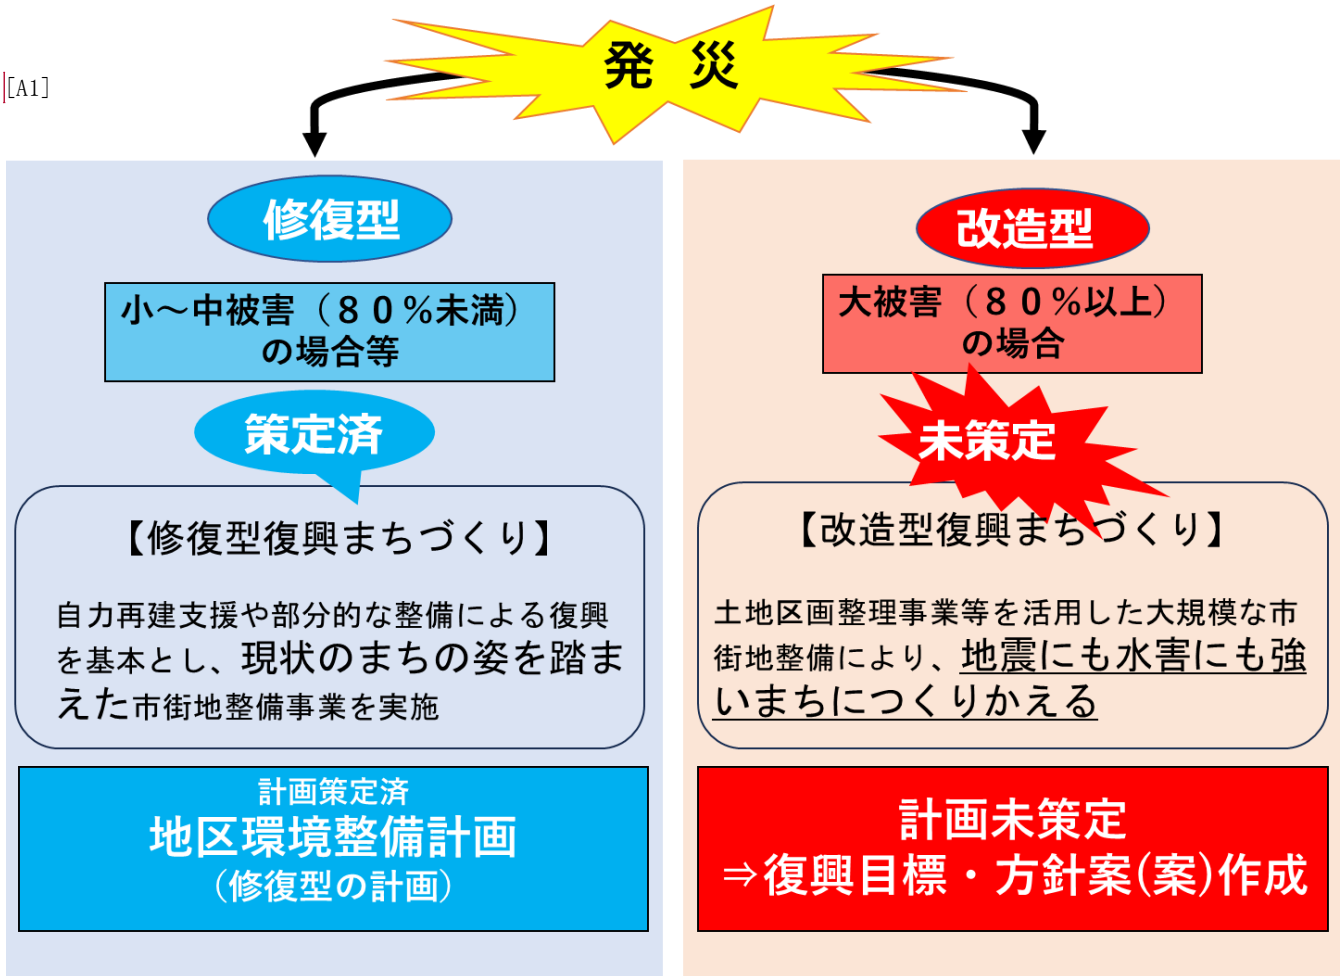 発 災
[A1]
修復型
小～中被害（８０％未満）
の場合等
策定済
【修復型復興まちづくり】
自力再建支援や部分的な整備による復興
を基本とし、現状のまちの姿を踏ま
えた市街地整備事業を実施
計画策定済
地区環境整備計画
（修復型の計画）
改造型
大被害（８０％以上）
の場合
未策定
【改造型復興まちづくり】
土地区画整理事業等を活用した大規模な市
街地整備により、地震にも水害にも強
いまちにつくりかえる
計画未策定
⇒復興目標・方針案(案)作成